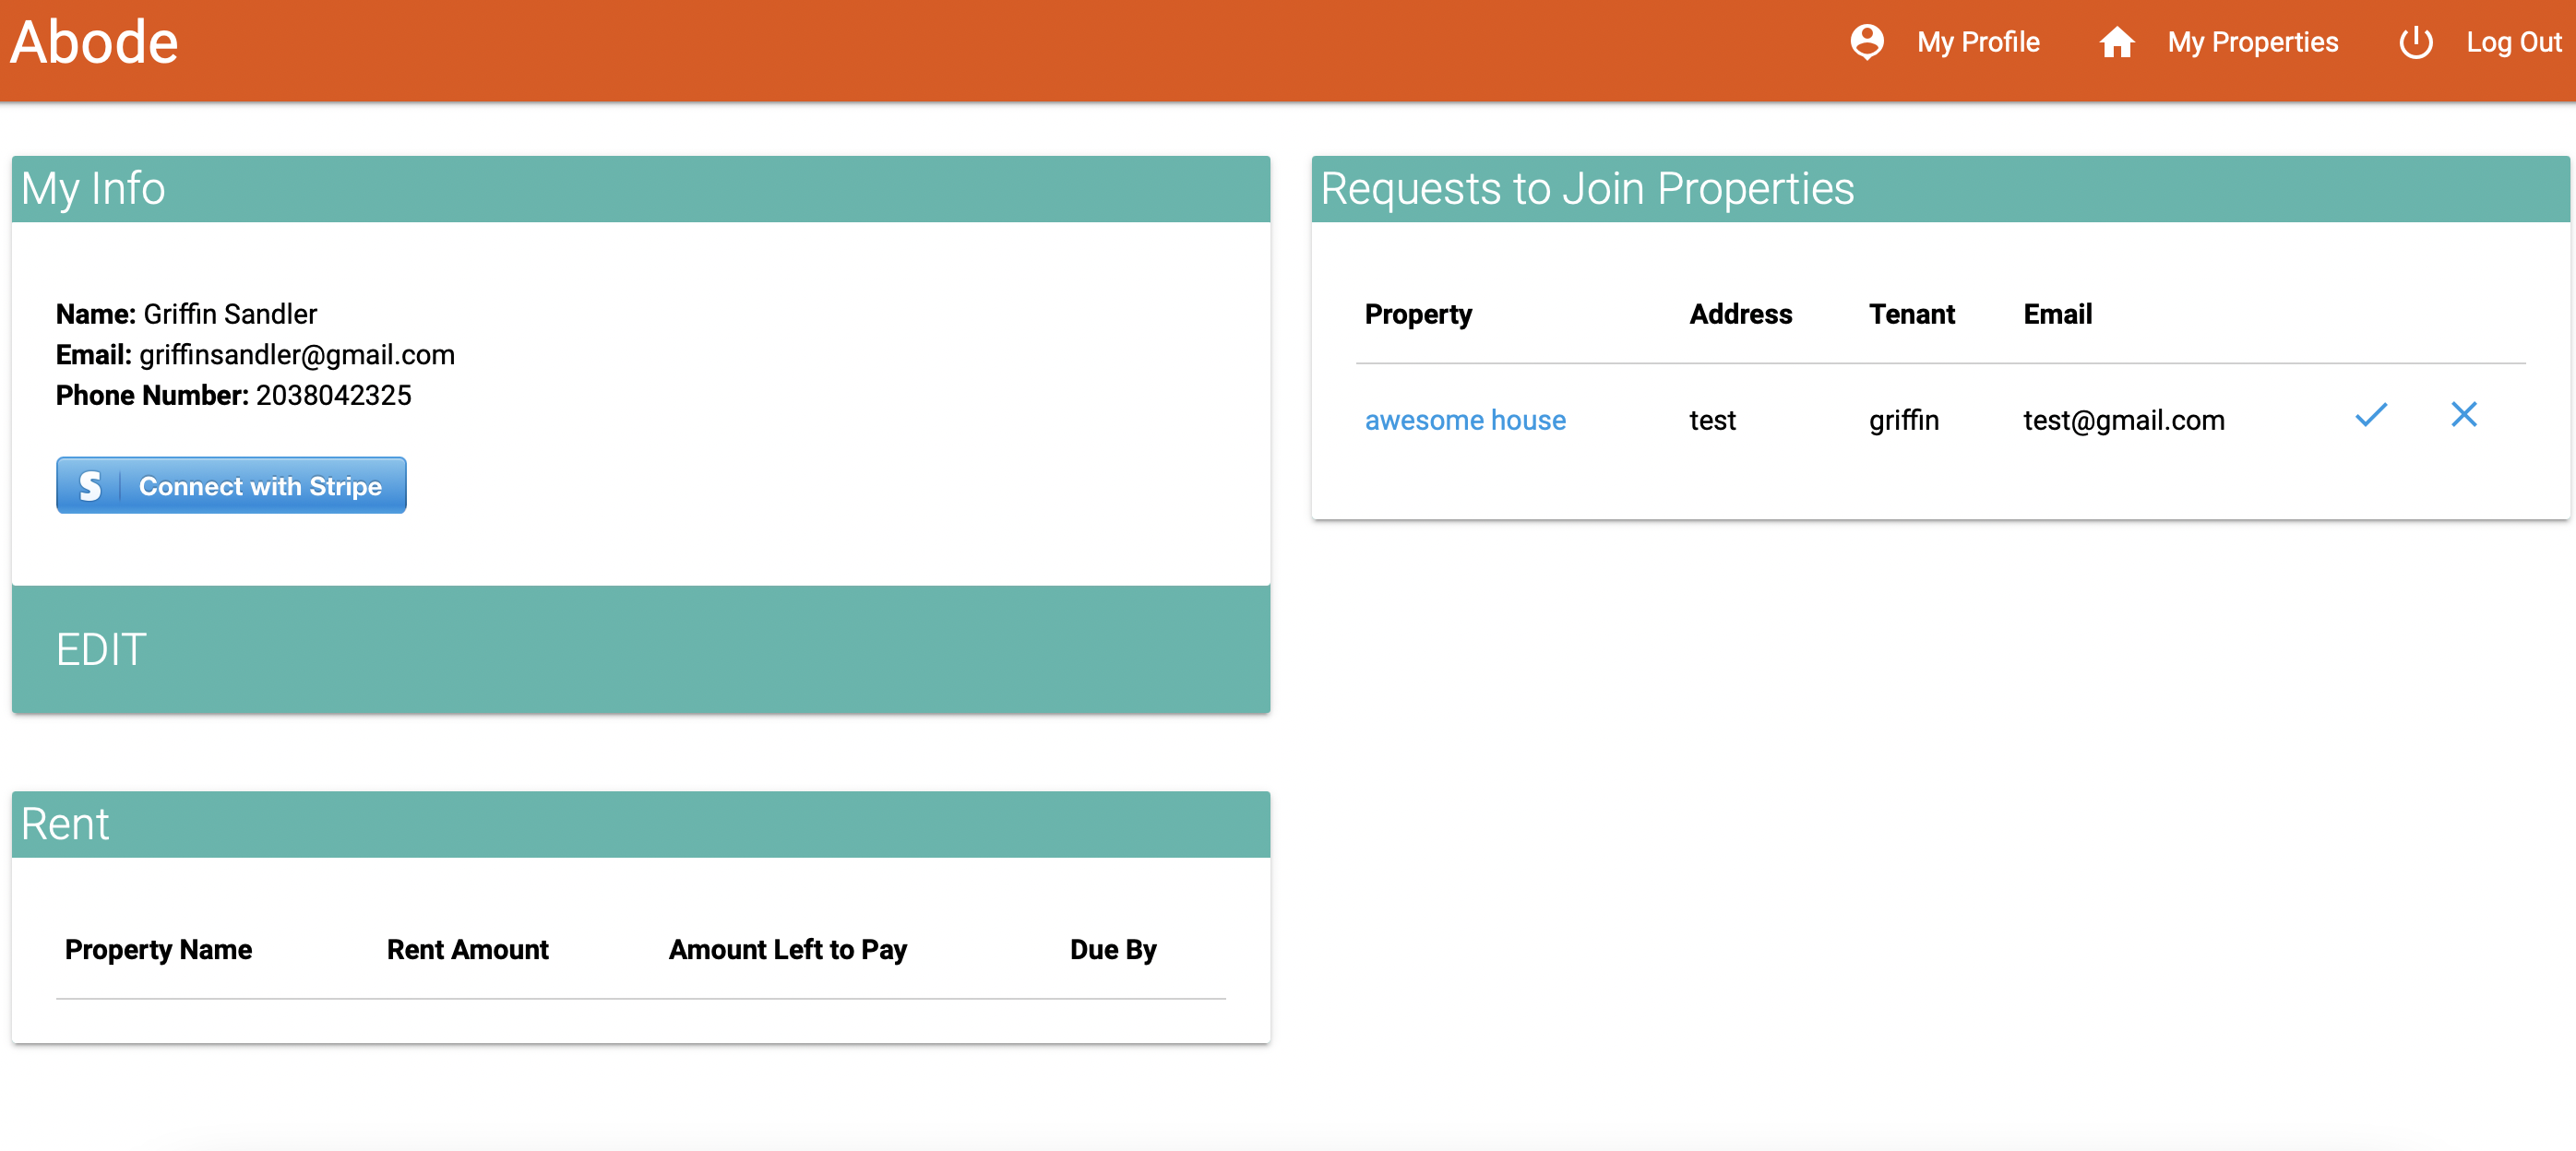 Abode
My Profile
My Properties
Log Out
My Info
Name: Griffin Sandler
Email: griffinsandler@gmail.com
Phone Number: 2038042325
S Connect with Stripe
EDIT
Requests to Join Properties
Property Address Tenant Email
awesome house test griffin test@gmail.com
Rent
Property Name Rent Amount Amount Left to Pay Due By